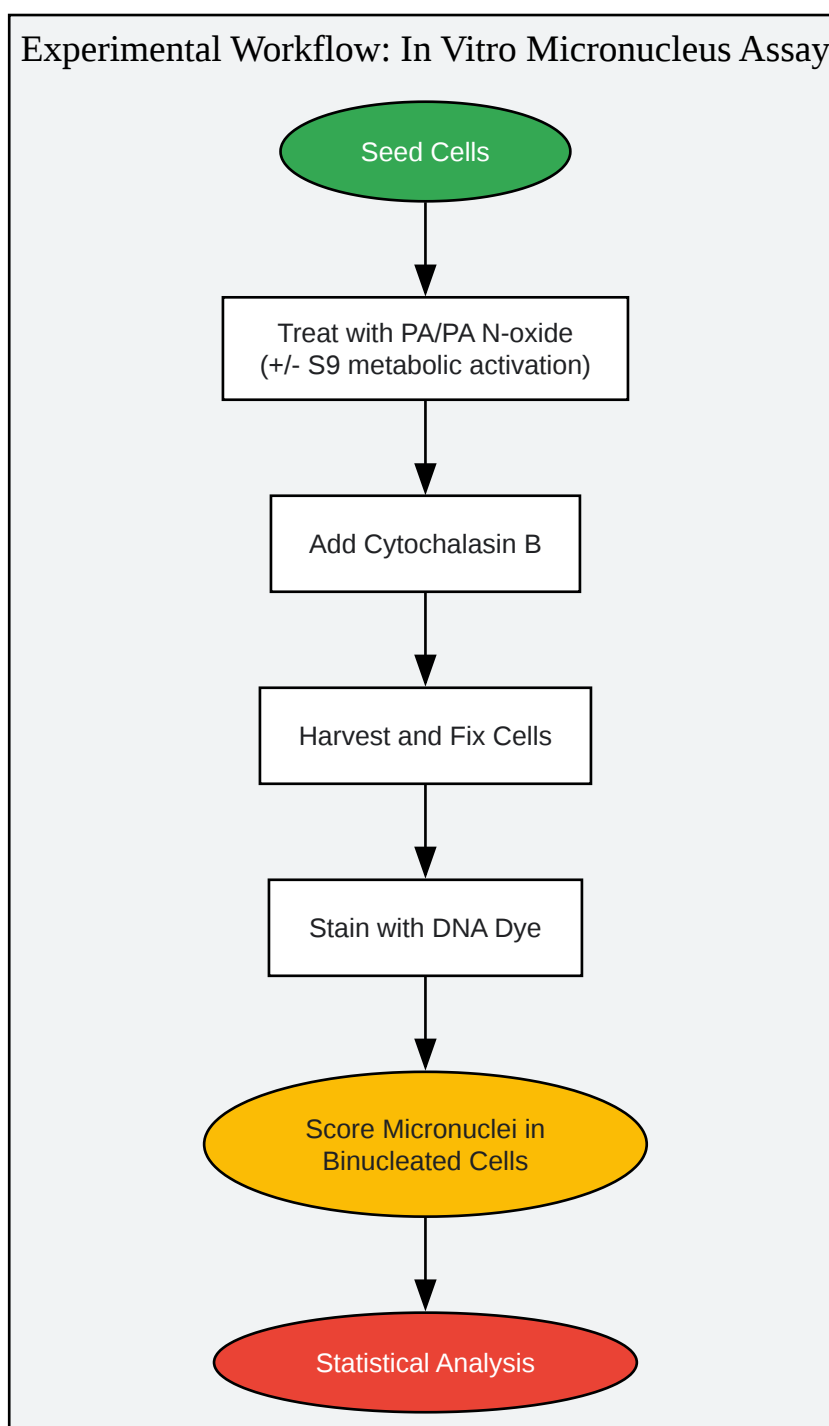 Experimental Workflow: In Vitro Micronucleus Assay
Seed Cells
Treat with PA/PA N-oxide
(+/- S9 metabolic activation)
Add Cytochalasin B
Harvest and Fix Cells
Stain with DNA Dye
Score Micronuclei in
Binucleated Cells
Statistical Analysis